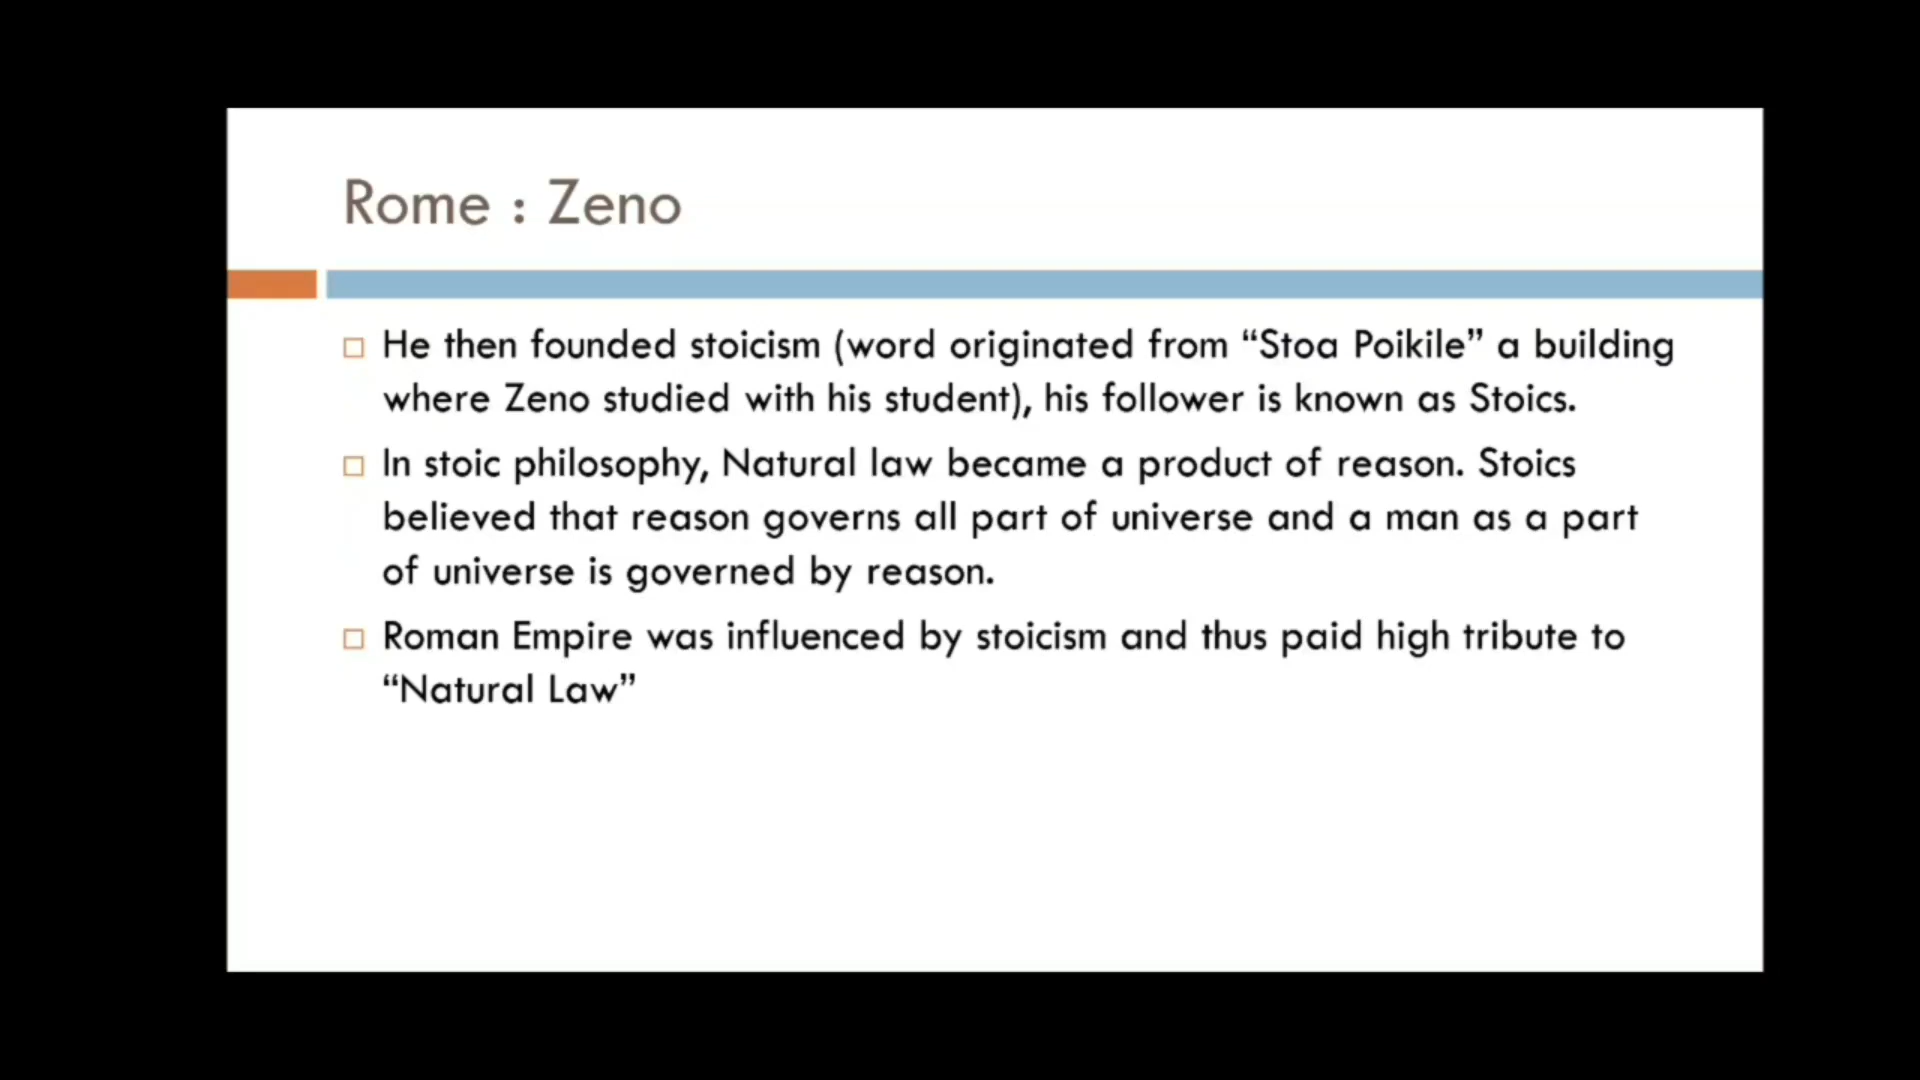 Rome : Zeno
He then founded stoicism (word originated from “Stoa Poikile” a building
where Zeno studied with his student), his follower is known as Stoics.
In stoic philosophy, Natural law became a product of reason. Stoics
believed that reason governs all part of universe and a man as a part
of universe is governed by reason.
Roman Empire was influenced by stoicism and thus paid high tribute to
“Natural Law”